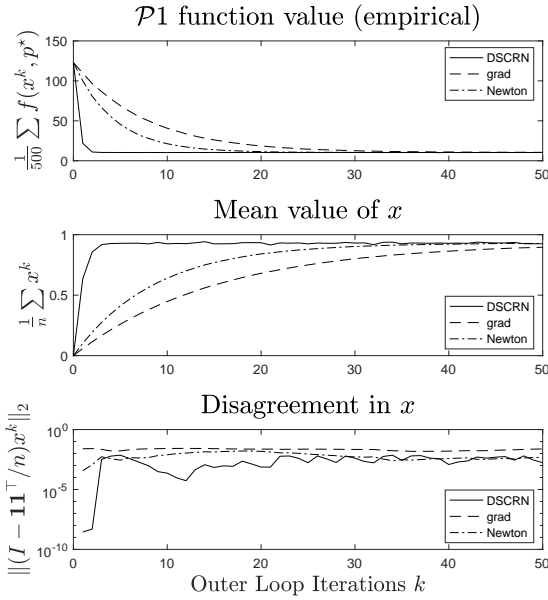 𝒫1 function value (empirical)
1/500 ∑ f(x^k, p^⋆)
150
100
50
0
DSCRN
grad
Newton
0 10 20 30 40 50
Mean value of x
1/n ∑ x^k
1
0.5
0
DSCRN
grad
Newton
0 10 20 30 40 50
Disagreement in x
||(I − 𝟏𝟏^⊤/n)x^k||_2
10^0
10^-5
10^-10
DSCRN
grad
Newton
0 10 20 30 40 50
Outer Loop Iterations k